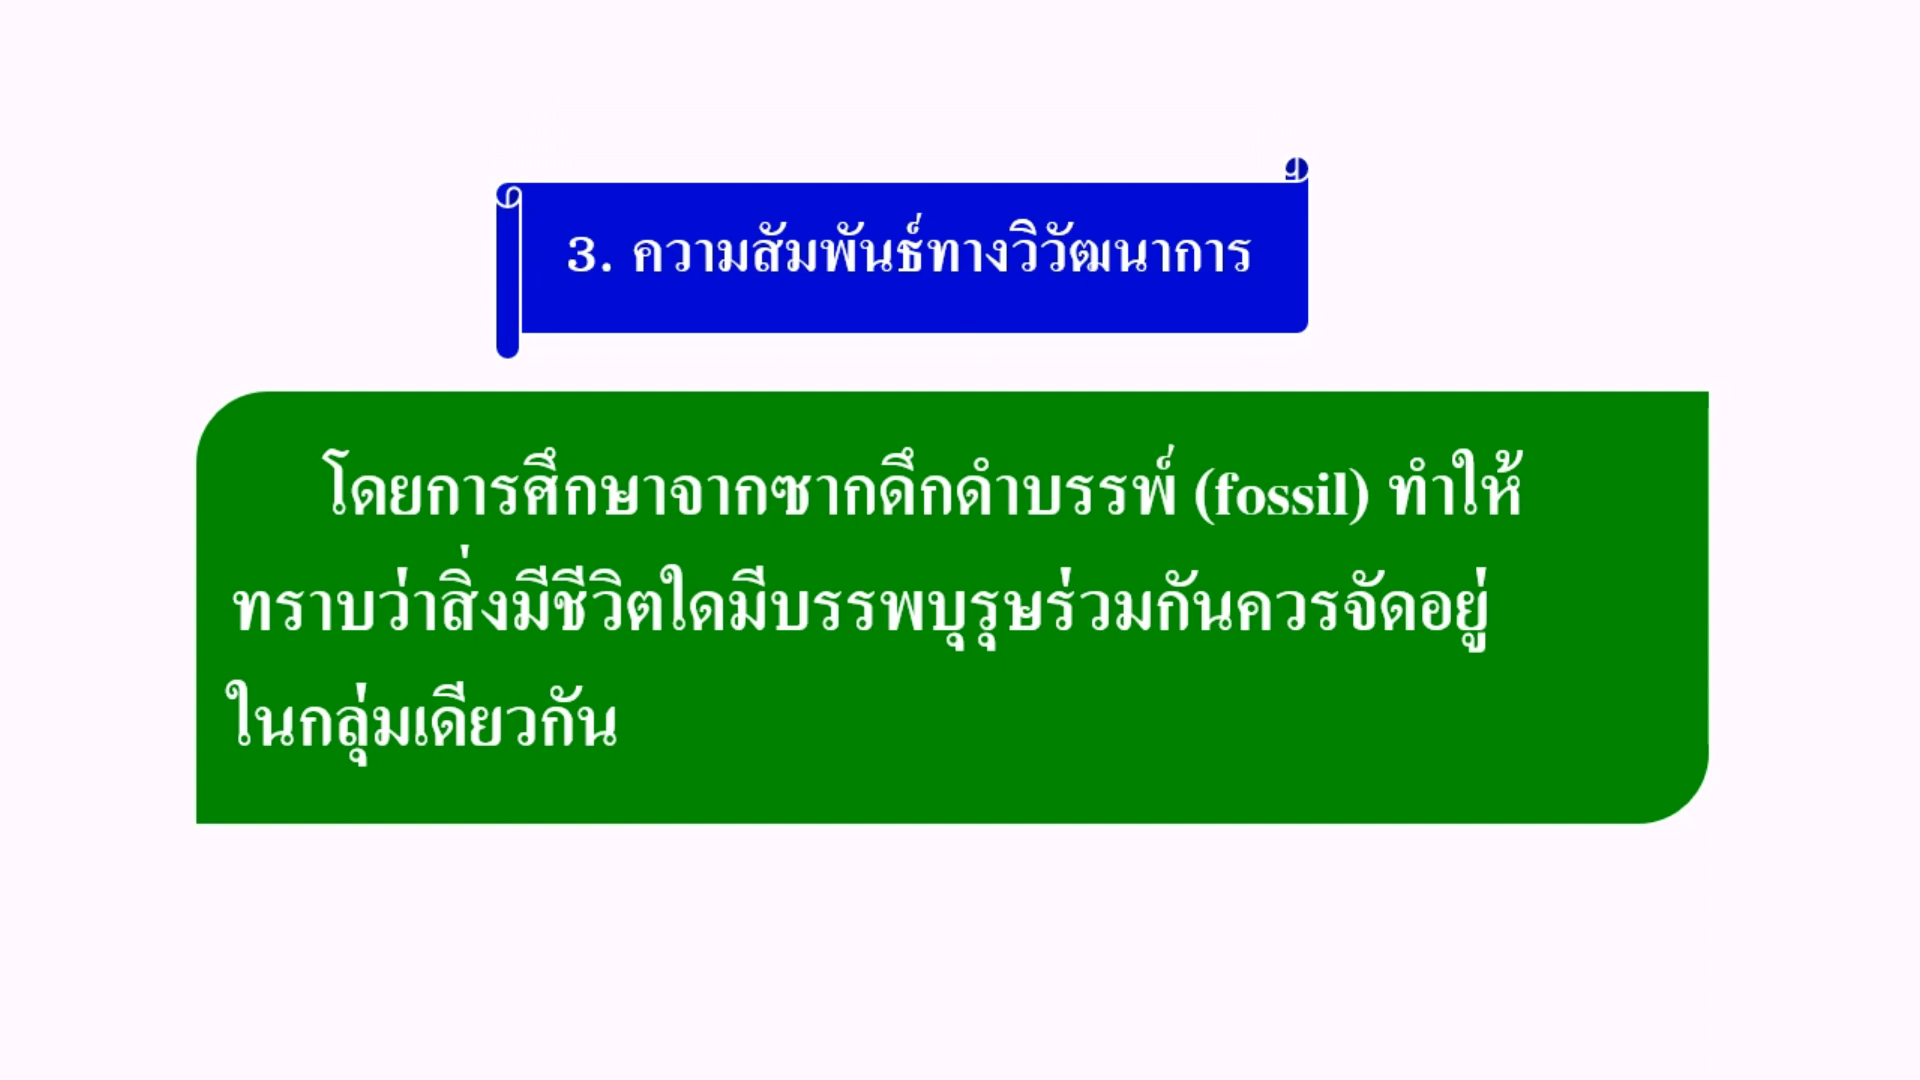 3. ความสัมพันธ์ทางวิวัฒนาการ
โดยการศึกษาจากซากดึกดำบรรพ์ (fossil) ทำให้
ทราบว่าสิ่งมีชีวิตใดมีบรรพบุรุษร่วมกันควรจัดอยู่
ในกลุ่มเดียวกัน